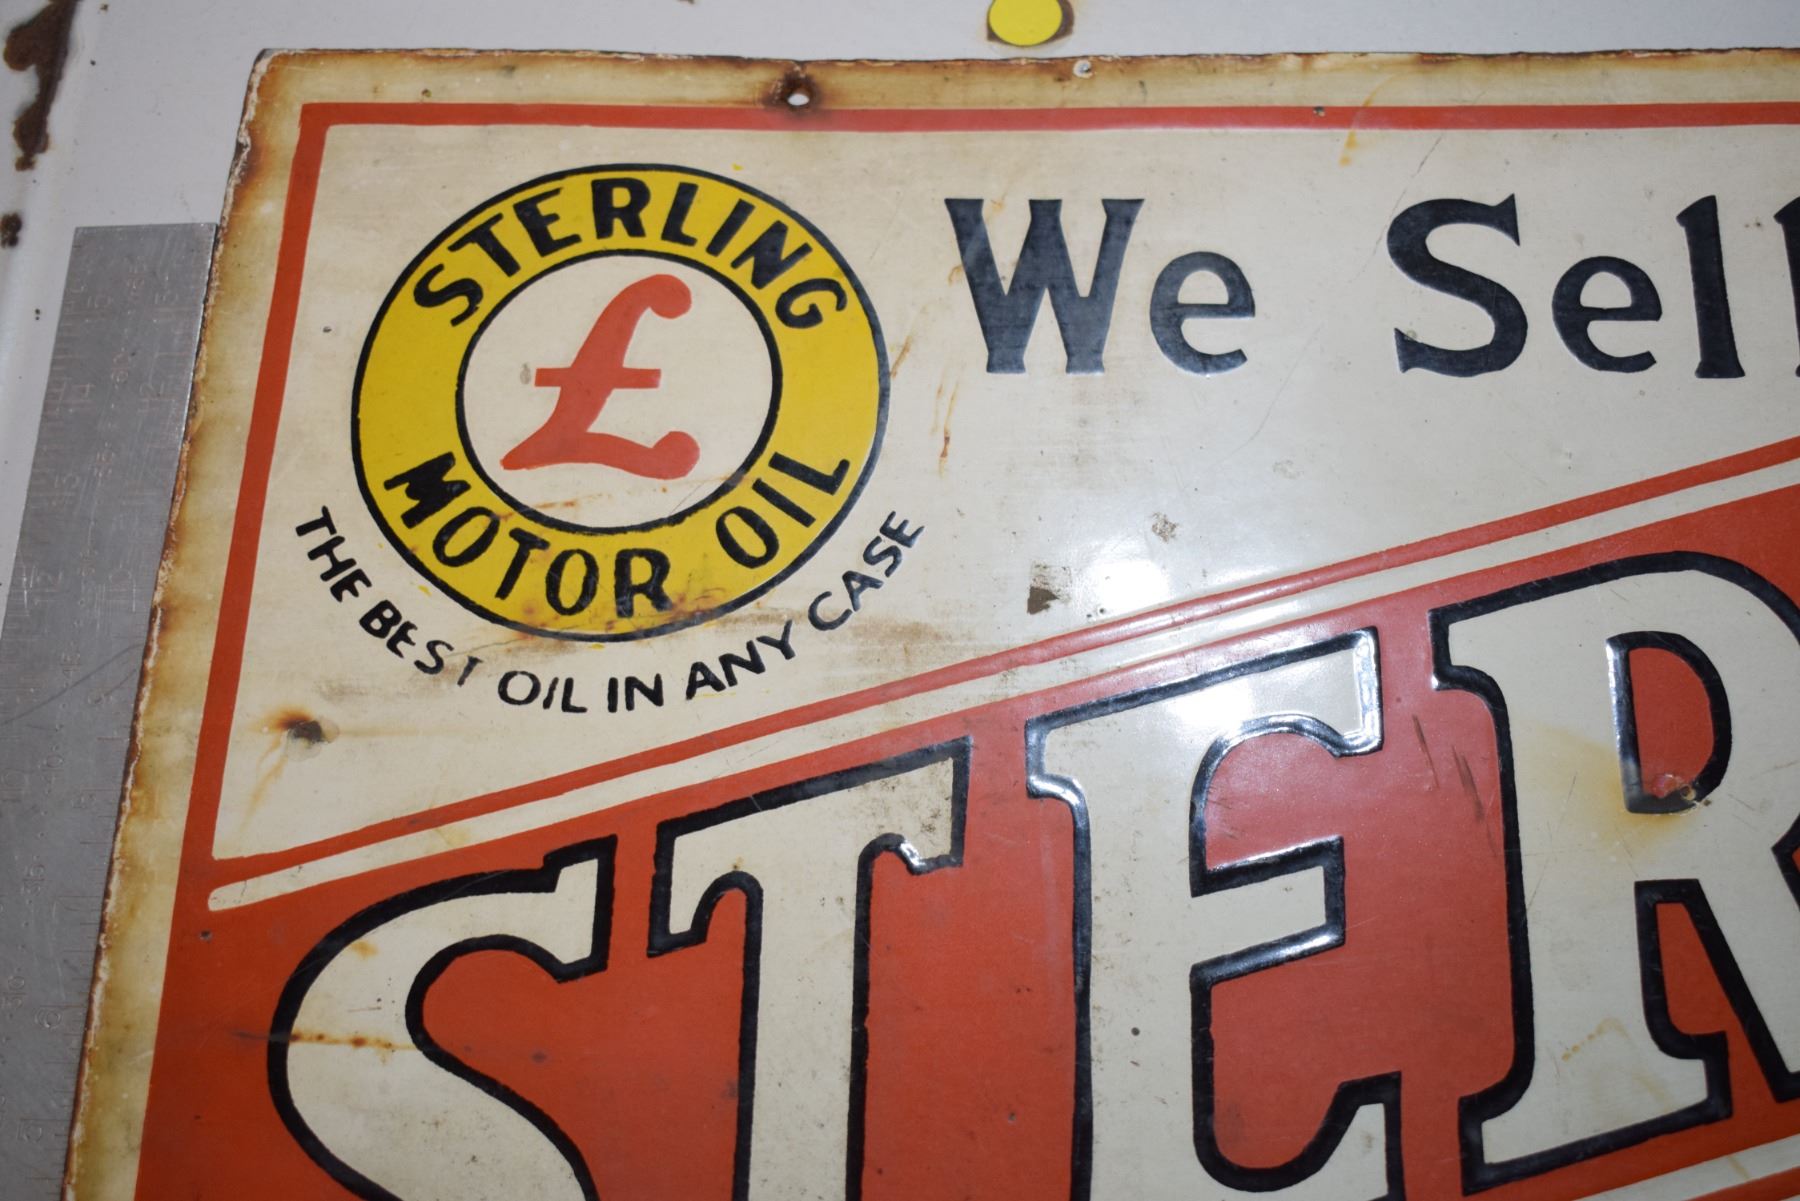 STERLING
£
MOTOR OIL
THE BEST OIL IN ANY CASE
We Sell
STER